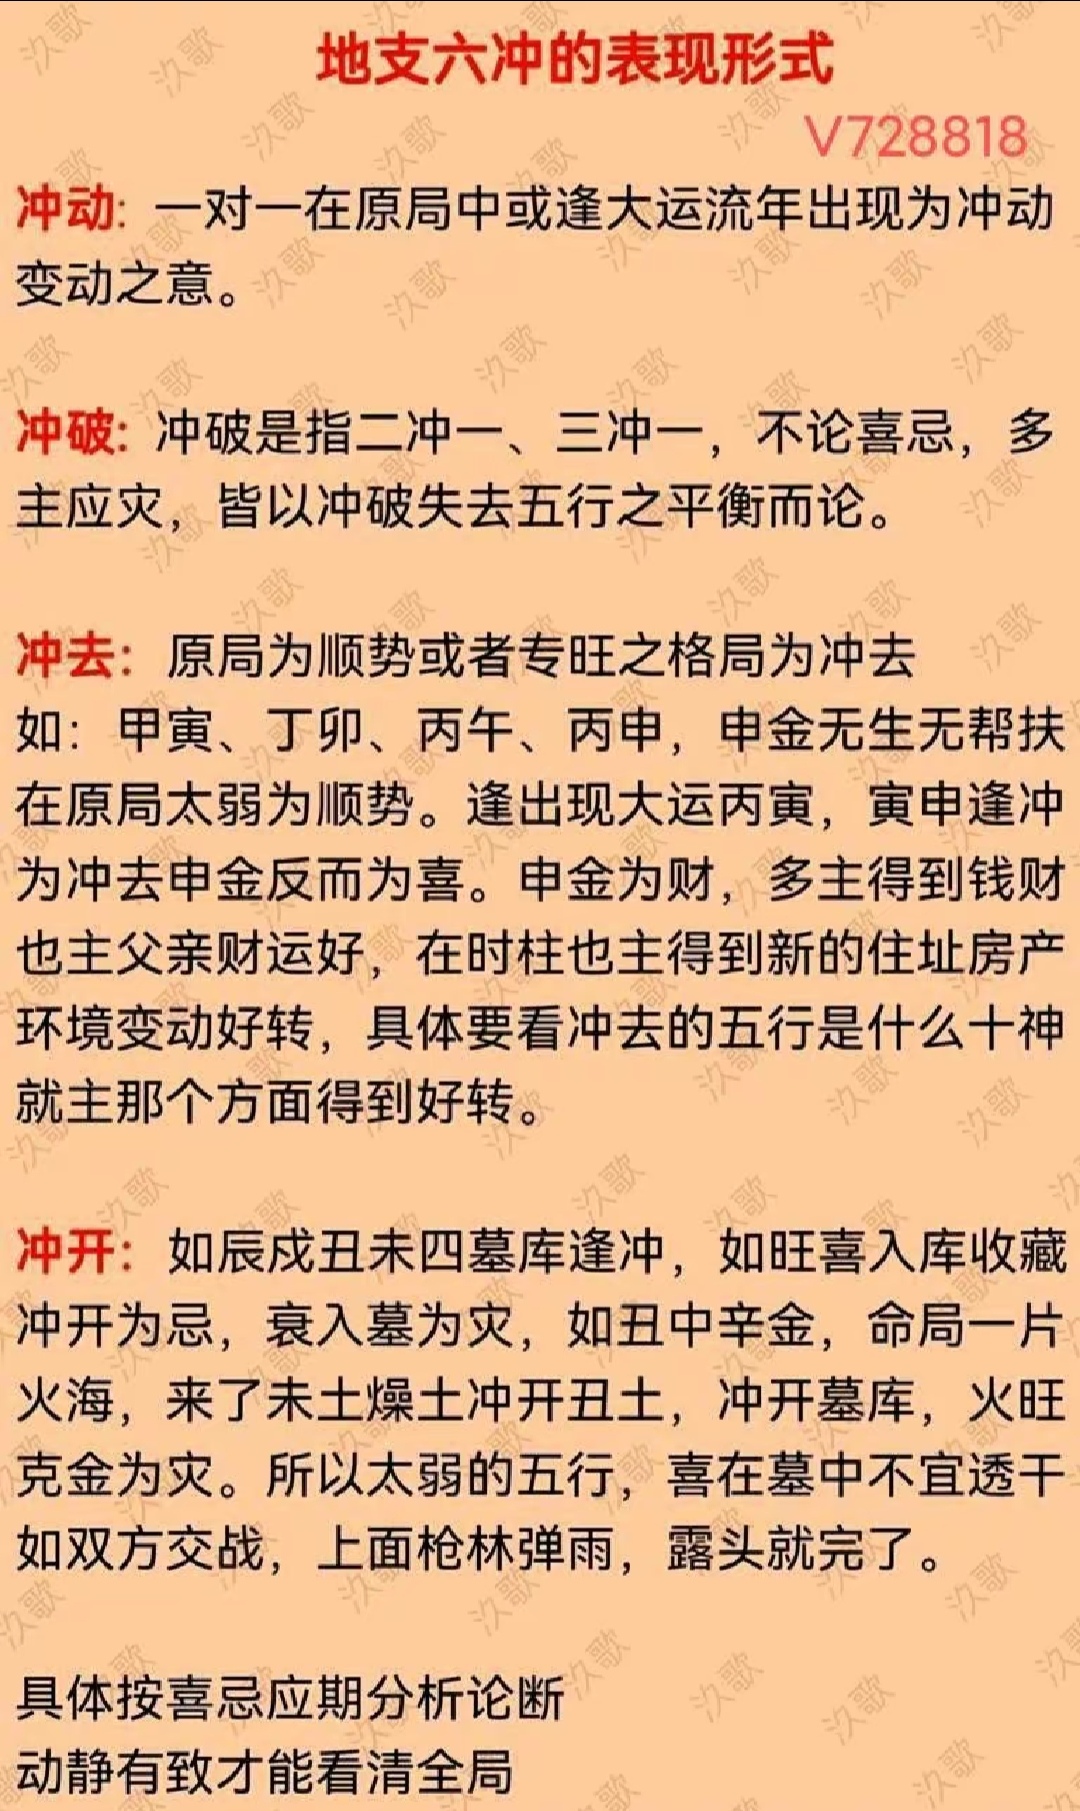 地支六冲的表现形式
V728818
冲动：一对一在原局中或逢大运流年出现为冲动
变动之意。
冲破：冲破是指二冲一、三冲一，不论喜忌，多
主应灾，皆以冲破失去五行之平衡而论。
冲去：原局为顺势或者专旺之格局为冲去
如：甲寅、丁卯、丙午、丙申，申金无生无帮扶
在原局太弱为顺势。逢出现大运丙寅，寅申逢冲
为冲去申金反而为喜。申金为财，多主得到钱财
也主父亲财运好，在时柱也主得到新的住址房产
环境变动好转，具体要看冲去的五行是什么十神
就主那个方面得到好转。
冲开：如辰戍丑未四墓库逢冲，如旺喜入库收藏
冲开为忌，衰入墓为灾，如丑中辛金，命局一片
火海，来了未土燥土冲开丑土，冲开墓库，火旺
克金为灾。所以太弱的五行，喜在墓中不宜透干
如双方交战，上面枪林弹雨，露头就完了。
具体按喜忌应期分析论断
动静有致才能看清全局
汣歌